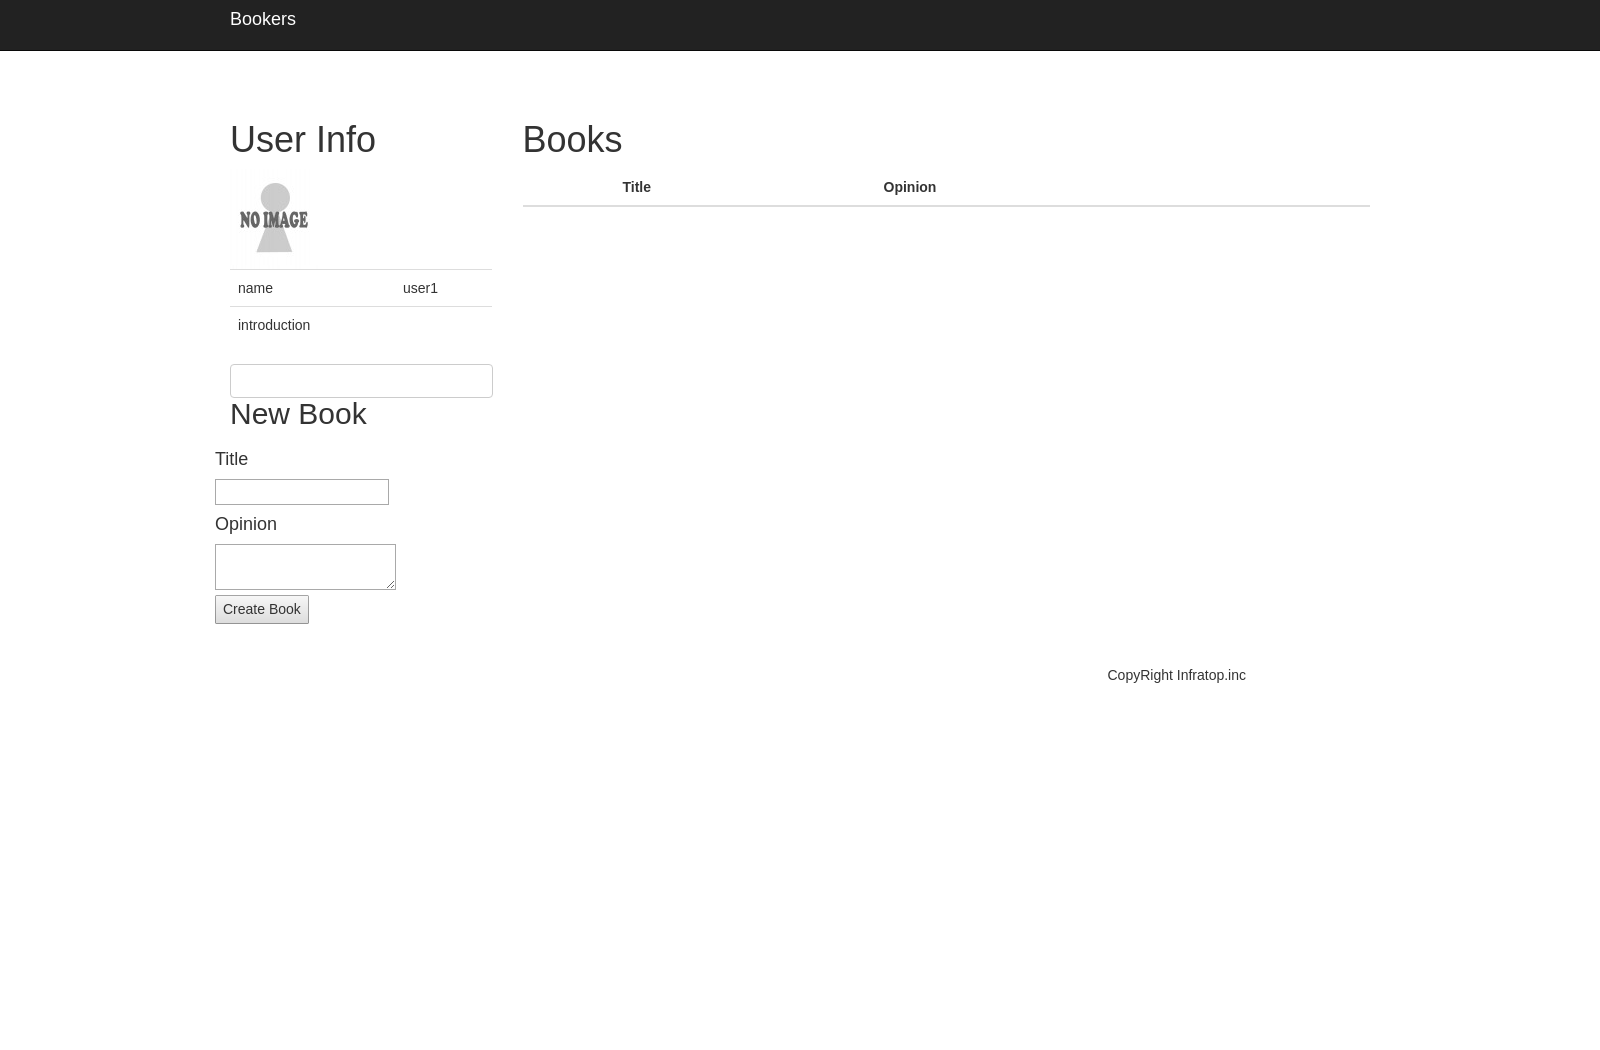 Bookers
User Info
NO IMAGE
name user1
introduction
New Book
Title
Opinion
Create Book
Books
Title Opinion
CopyRight Infratop.inc